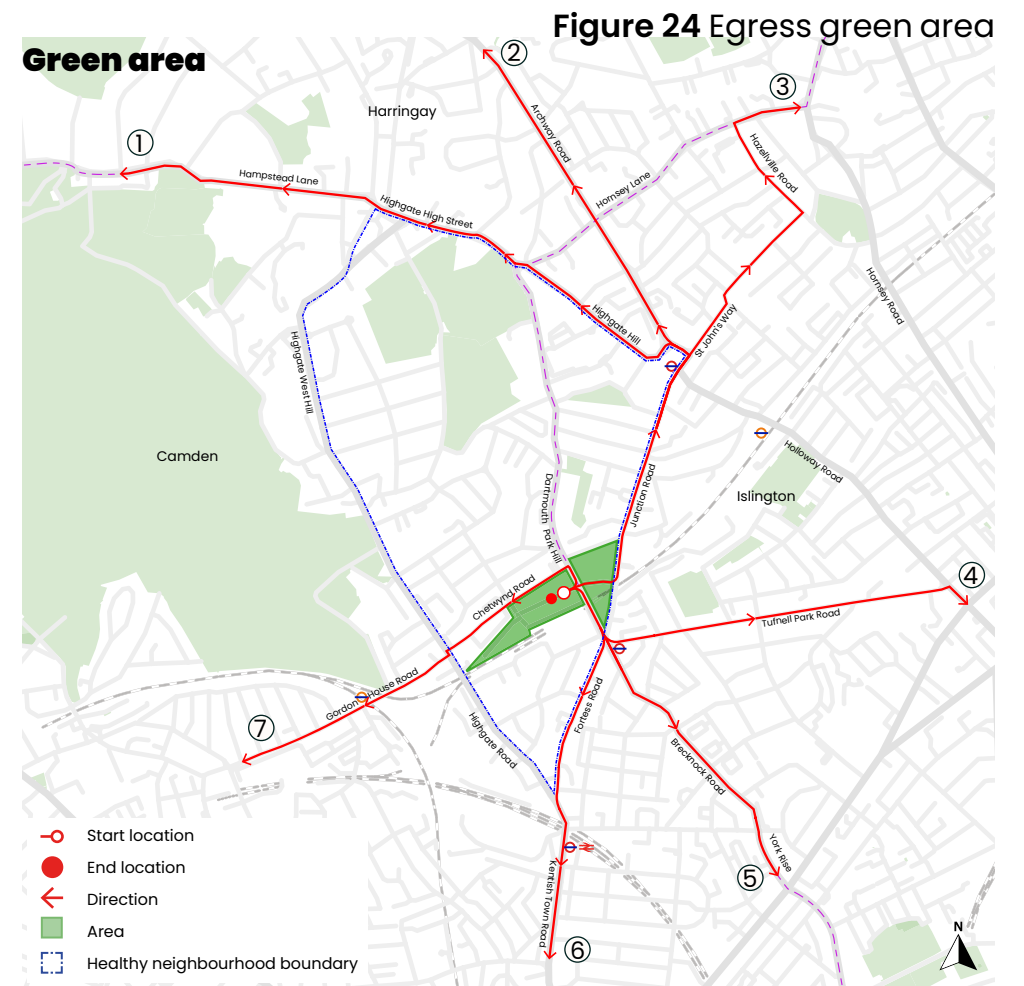 Figure 24 Egress green area
Green area
②
③
Harringay
Archway Road
①
Hazellville Road
Hampstead Lane
Hornsey Lane
Highgate High Street
Hornsey Road
Highgate Hill
St John's Way
Highgate West Hill
Camden
Holloway Road
Islington
Junction Road
Dartmouth Park Hill
④
Chetwynd Road
Tufnell Park Road
Gordon House Road
Fortess Road
⑦
Highgate Road
Brecknock Road
York Rise
⑤
Kentish Town Road
⑥
Start location
End location
Direction
Area
Healthy neighbourhood boundary
N